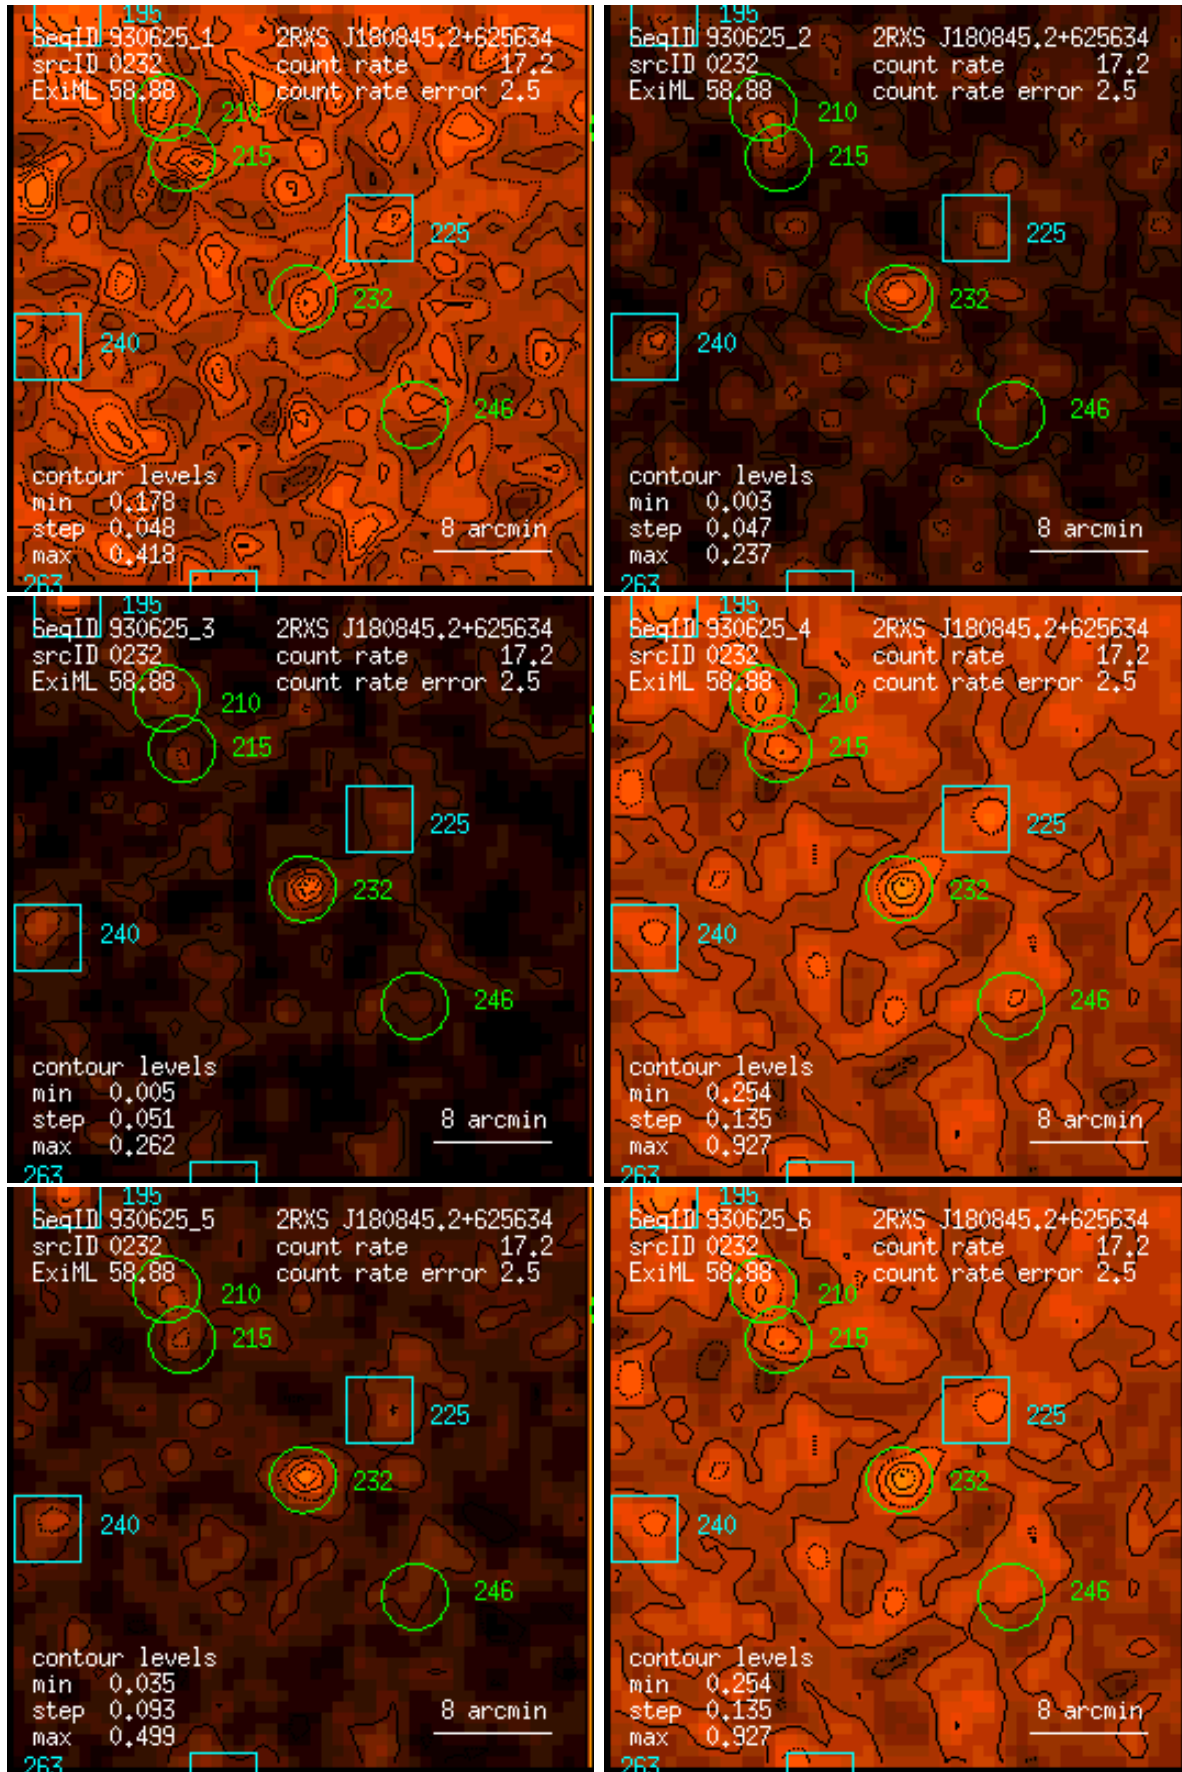 195
SeqID 930625_1 2RXS J180845.2+625634
srcID 0232 count rate 17.2
ExiML 58.88 count rate error 2.5
210
215
225
232
240
246
contour levels
min 0.178
step 0.048 8 arcmin
max 0.418
263
195
SeqID 930625_2 2RXS J180845.2+625634
srcID 0232 count rate 17.2
ExiML 58.88 count rate error 2.5
210
215
225
232
240
246
contour levels
min 0.003
step 0.047 8 arcmin
max 0.237
263
195
SeqID 930625_3 2RXS J180845.2+625634
srcID 0232 count rate 17.2
ExiML 58.88 count rate error 2.5
210
215
225
232
240
246
contour levels
min 0.005
step 0.051 8 arcmin
max 0.262
263
195
SeqID 930625_4 2RXS J180845.2+625634
srcID 0232 count rate 17.2
ExiML 58.88 count rate error 2.5
210
215
225
232
240
246
contour levels
min 0.254
step 0.135 8 arcmin
max 0.927
263
195
SeqID 930625_5 2RXS J180845.2+625634
srcID 0232 count rate 17.2
ExiML 58.88 count rate error 2.5
210
215
225
232
240
246
contour levels
min 0.035
step 0.093 8 arcmin
max 0.499
263
195
SeqID 930625_6 2RXS J180845.2+625634
srcID 0232 count rate 17.2
ExiML 58.88 count rate error 2.5
210
215
225
232
240
246
contour levels
min 0.254
step 0.135 8 arcmin
max 0.927
263